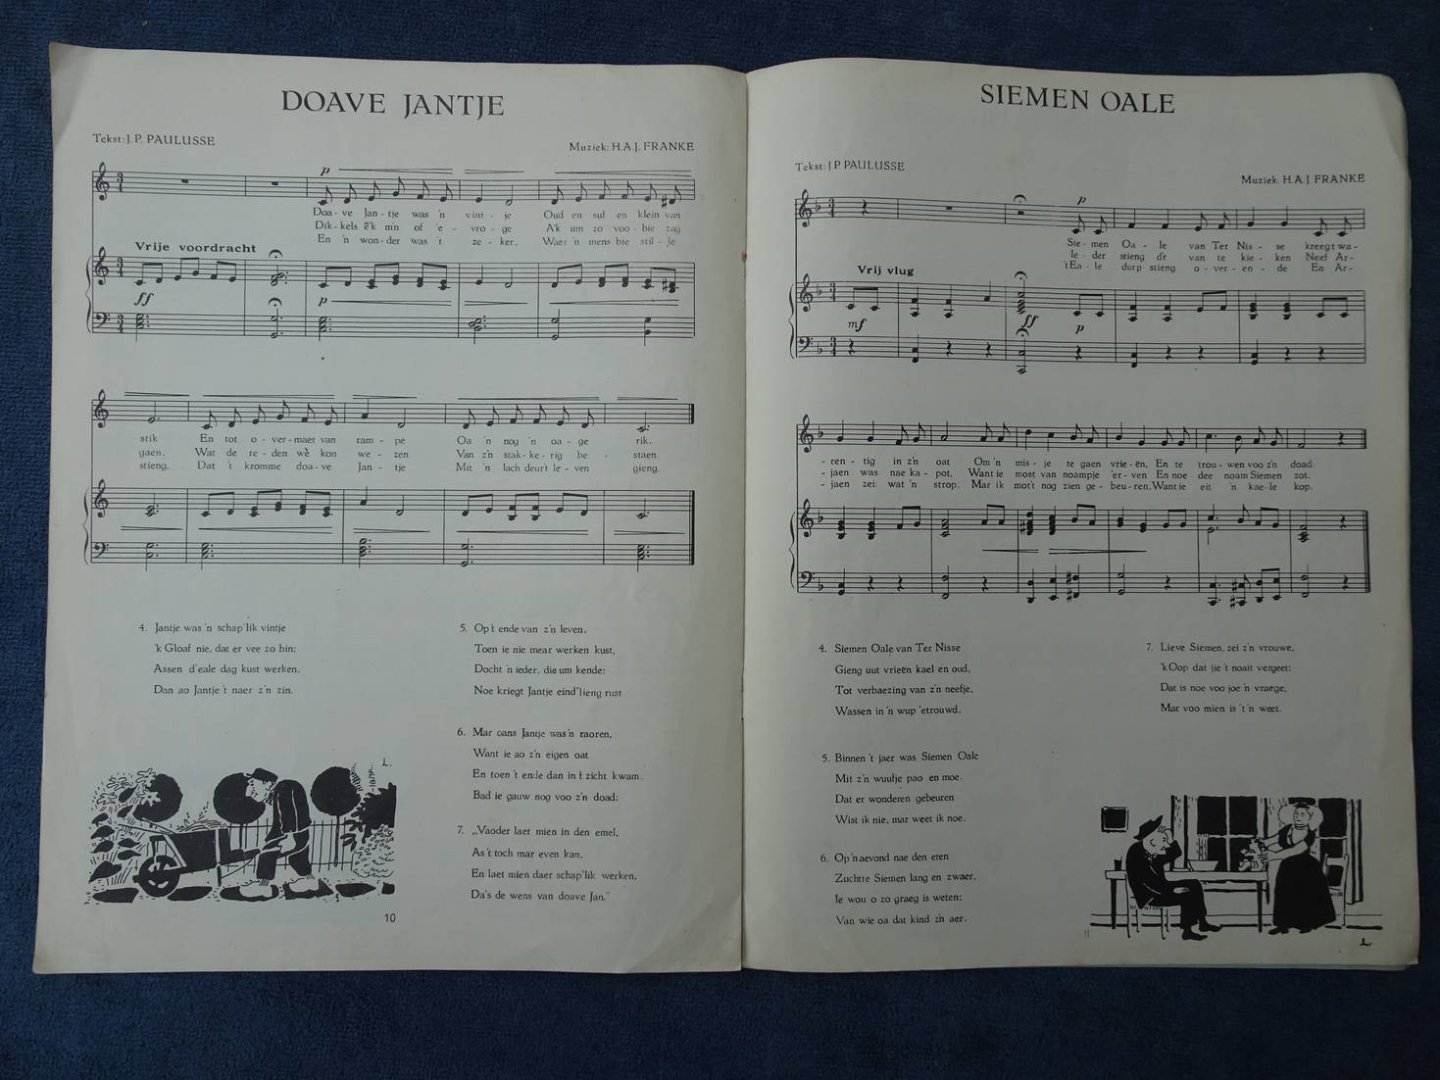 DOAVE JANTJE
Tekst: J. P. PAULUSSE
Muziek: H. A. J. FRANKE
p
Doa-ve Jan-tje was 'n vint-je Oud en suf en klein van
Dik-kels ê'k m'n of 'e-vro-ge A'k um zo voo-bie zag
En 'n won-der was 't ze-ker, Waer 'n mens bie stil-le
Vrije voordracht
ff
p
stik En tot o-ver-maet van ram-pe Oa 'n nog 'n oa-ge rik.
gaen, Wat de re-den wè kon we-zen Van z'n stak-ke-rig be-staen.
stieng. Dat 't kromme doa-ve Jan-tje Mit 'n lach deur't le-ven gieng.
4. Jantje was 'n schap'lik vintje
'k Gloaf nie, dat er vee zo bin;
Assen d'eale dag kust werken,
Dan ao Jantje 't naer z'n zin.
5. Op t ende van z'n leven,
Toen ie nie mear werken kust,
Docht 'n ieder, die um kende:
Noe kriegt Jantje eind'lieng rust
6. Mar oans Jantje was'n raoren,
Want ie ao z'n eigen oat
En toen 't ende dan in t zicht kwam,
Bad ie gauw nog voo z'n doad:
7. „Vaoder laet mien in den emel,
As't toch mar even kan,
En laet mien daer schap'lik werken,
Da's de wens van doave Jan."
L.
10
SIEMEN OALE
Tekst: J P PAULUSSE
Muziek: H. A. J. FRANKE
p
Sie-men Oa-le van Ter Nis-se kreegt wa-
le-der stieng d'r van te kie-ken Neef Ar-
't Ea-le durp stieng o-ver-en-de Ea Ar-
Vrij vlug
mf
ff
p
-ren-tig in z'n oat Om 'n mis-je te gaen vrie-ën, En te trou-wen voo z'n doad.
-jaen was nae ka-pot, Want ie most van noampje 'erven En noe dee noam Siemen zot.
-jaen zei: wat 'n strop. Mar ik mot't nog zien ge-beu-ren, Want ie eit 'n kae-le kop.
4. Siemen Oale van Ter Nisse
Gieng uut vrieën kael en oud,
Tot verbaezing van z'n neefje,
Wassen in 'n wup 'etrouwd.
5. Binnen 't jaer was Siemen Oale
Mit z'n wuufje pao en moe.
Dat er wonderen gebeuren
Wist ik nie, mar weet ik noe.
6. Op 'n aevond nae den eten
Zuchtte Siemen lang en zwaer,
Ie wou o zo graeg is weten:
Van wie oa dat kind z'n aer.
7. Lieve Siemen, zei z'n vrouwe,
'k Oop dat jie 't noait vergeet:
Dat is noe voo joe 'n vraege,
Mar voo mien is 't 'n weet.
11
L